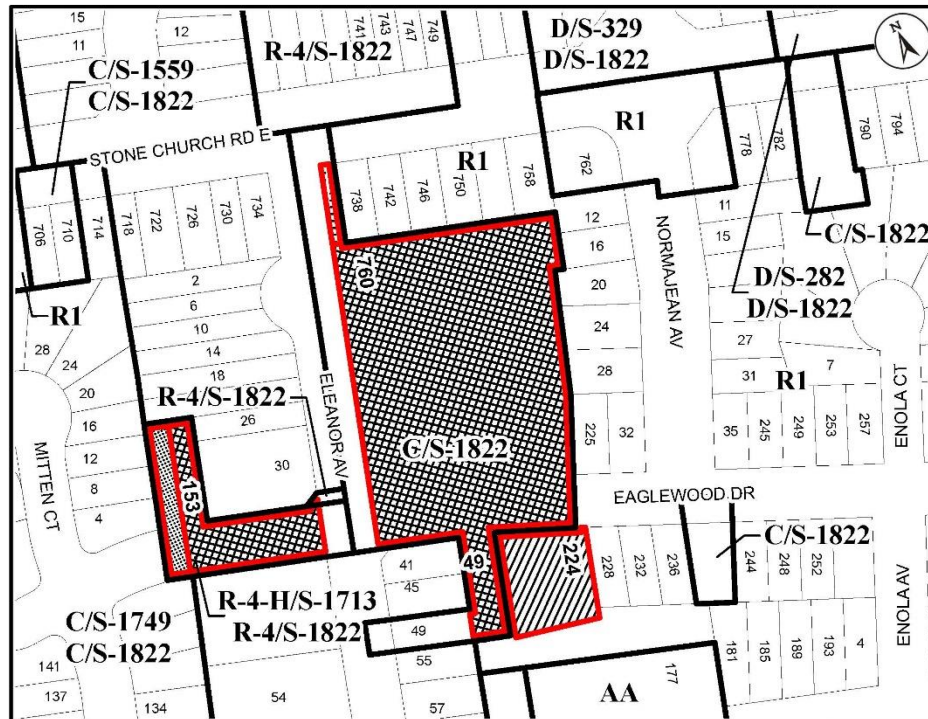 15
11
12
741
743
747
749
R-4/S-1822
D/S-329
D/S-1822
N
C/S-1559
C/S-1822
STONE CHURCH RD E
R1
R1
738
742
746
750
758
762
778
782
790
794
706
710
714
718
722
726
730
734
R1
2
6
10
14
18
26
30
28
24
20
16
12
8
4
MITTEN CT
R-4/S-1822
ELEANOR AV
760
C/S-1822
12
16
20
24
28
225
32
NORMAJEAN AV
11
15
27
31
7
35
245
249
253
257
R1
C/S-1822
D/S-282
D/S-1822
ENOLA CT
EAGLEWOOD DR
C/S-1822
153
49
224
228
232
236
244
248
252
ENOLA AV
41
45
49
55
57
R-4-H/S-1713
R-4/S-1822
C/S-1749
C/S-1822
141
137
134
54
AA
177
181
185
189
193
4